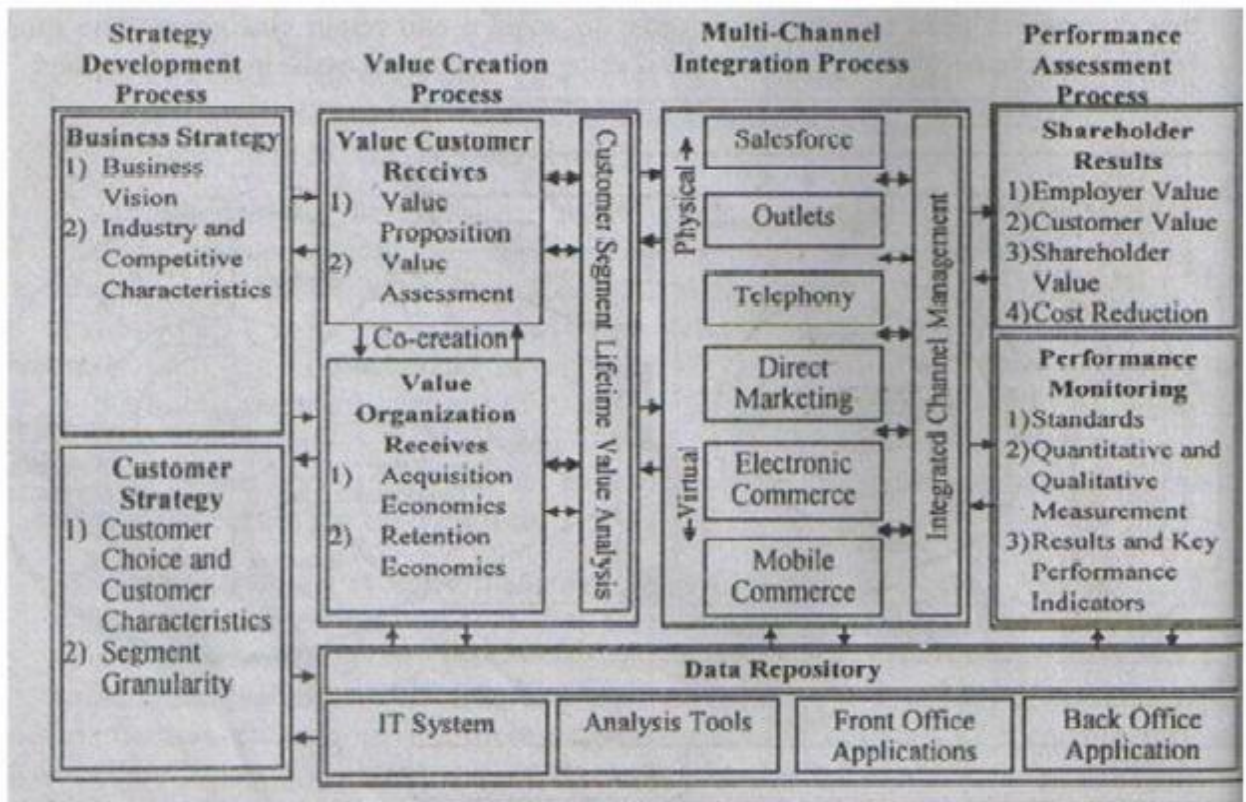 Strategy
Development
Process
Value Creation
Process
Multi-Channel
Integration Process
Performance
Assessment
Process
Business Strategy
1) Business
Vision
2) Industry and
Competitive
Characteristics
Customer
Strategy
1) Customer
Choice and
Customer
Characteristics
2) Segment
Granularity
Value Customer
Receives
1) Value
Proposition
2) Value
Assessment
Co-creation
Value
Organization
Receives
1) Acquisition
Economics
2) Retention
Economics
Customer Segment Lifetime Value Analysis
Physical
Virtual
Salesforce
Outlets
Telephony
Direct
Marketing
Electronic
Commerce
Mobile
Commerce
Integrated Channel Management
Shareholder
Results
1)Employer Value
2)Customer Value
3)Shareholder
Value
4)Cost Reduction
Performance
Monitoring
1)Standards
2)Quantitative and
Qualitative
Measurement
3)Results and Key
Performance
Indicators
Data Repository
IT System
Analysis Tools
Front Office
Applications
Back Office
Application